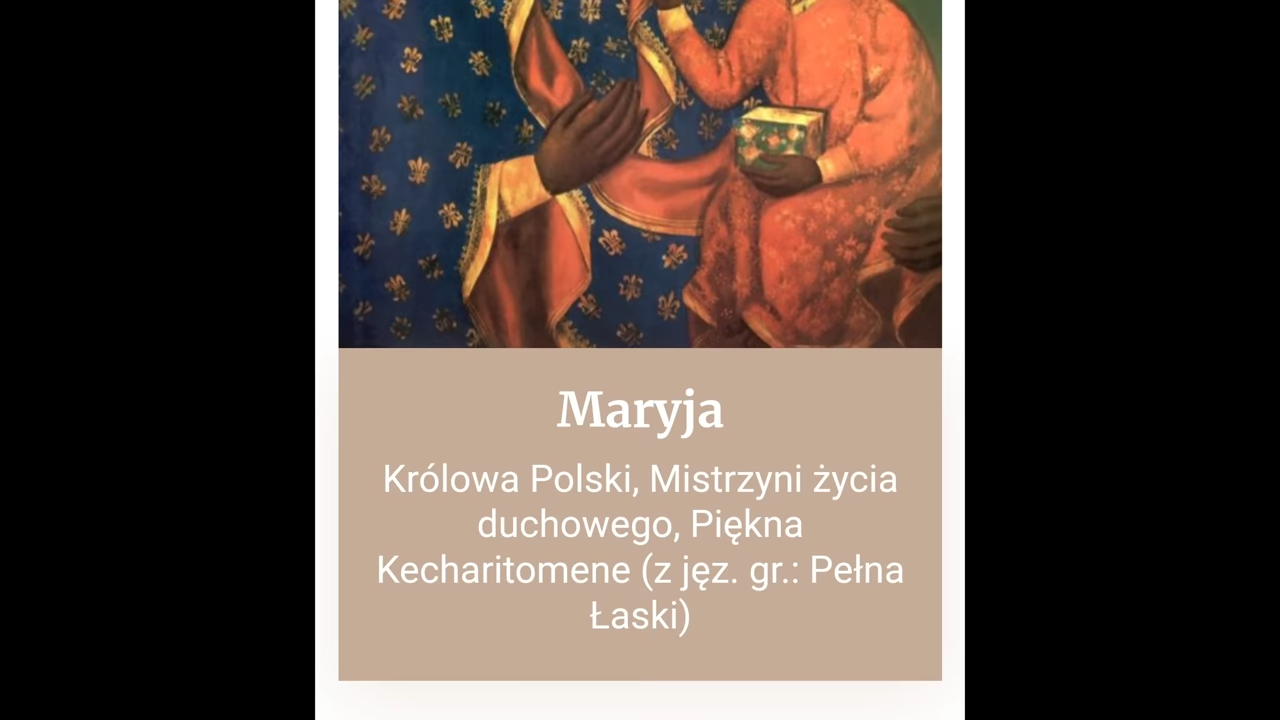 Maryja
Królowa Polski, Mistrzyni życia
duchowego, Piękna
Kecharitomene (z jęz. gr.: Pełna
Łaski)